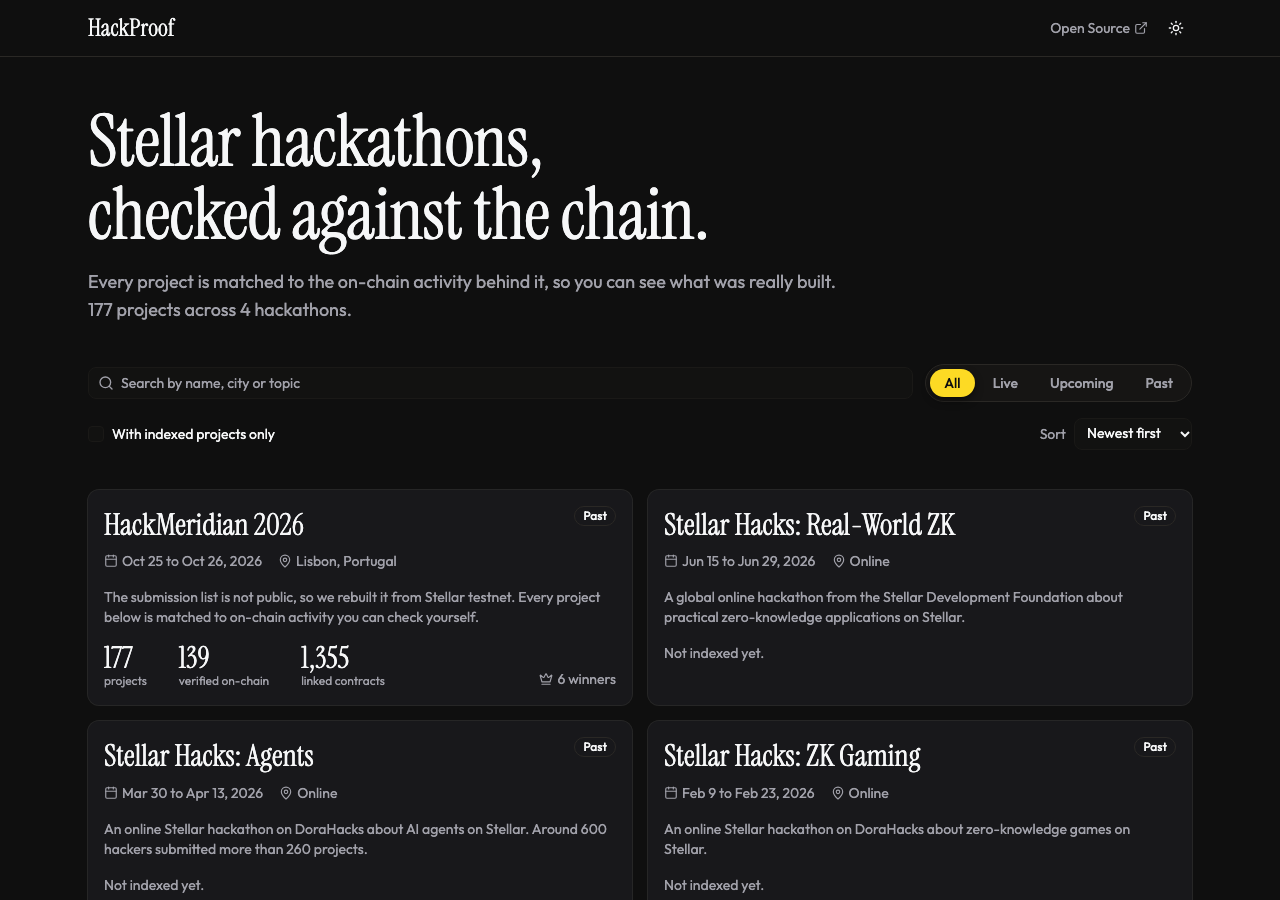 HackProof
Open Source
Stellar hackathons,
checked against the chain.
Every project is matched to the on-chain activity behind it, so you can see what was really built.
177 projects across 4 hackathons.
Search by name, city or topic
All Live Upcoming Past
With indexed projects only
Sort Newest first
HackMeridian 2026
Past
Oct 25 to Oct 26, 2026 Lisbon, Portugal
The submission list is not public, so we rebuilt it from Stellar testnet. Every project
below is matched to on-chain activity you can check yourself.
177 139 1,355
projects verified on-chain linked contracts
6 winners
Stellar Hacks: Real-World ZK
Past
Jun 15 to Jun 29, 2026 Online
A global online hackathon from the Stellar Development Foundation about
practical zero-knowledge applications on Stellar.
Not indexed yet.
Stellar Hacks: Agents
Past
Mar 30 to Apr 13, 2026 Online
An online Stellar hackathon on DoraHacks about AI agents on Stellar. Around 600
hackers submitted more than 260 projects.
Not indexed yet.
Stellar Hacks: ZK Gaming
Past
Feb 9 to Feb 23, 2026 Online
An online Stellar hackathon on DoraHacks about zero-knowledge games on
Stellar.
Not indexed yet.